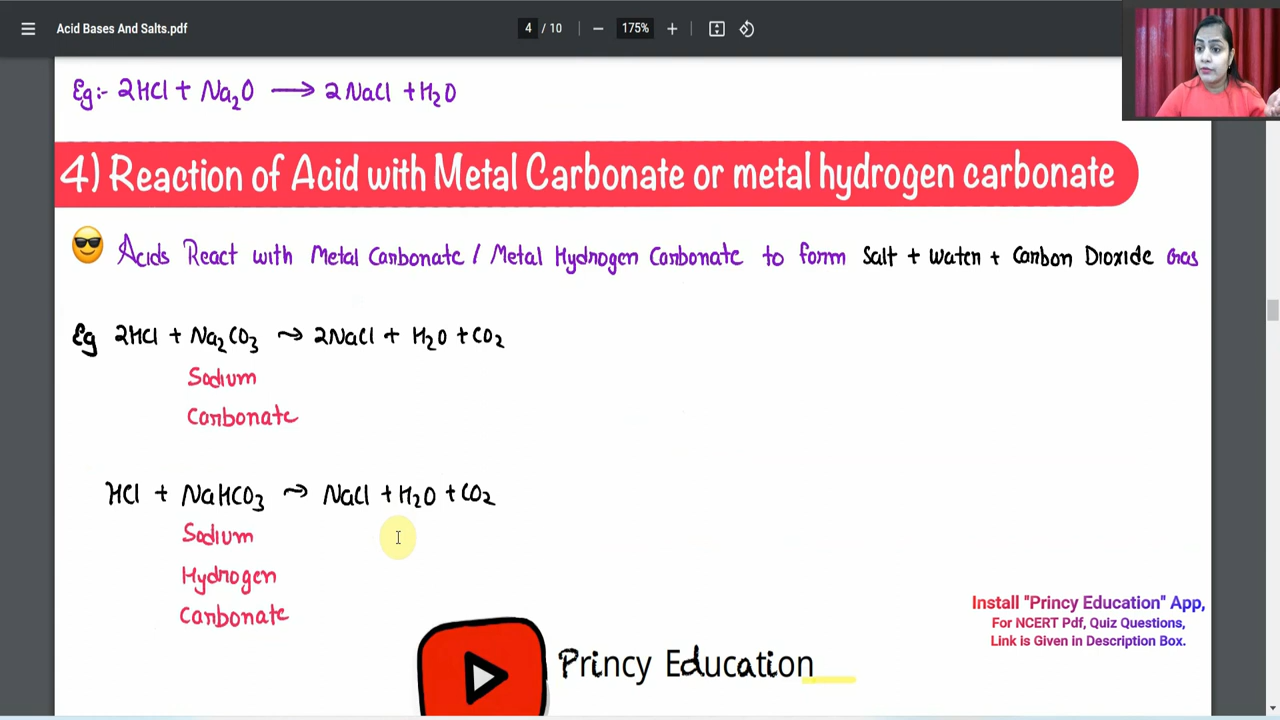 Acid Bases And Salts.pdf
4 / 10
175%
Eg:- 2HCl + Na₂O ⟶ 2NaCl + H₂O
4) Reaction of Acid with Metal Carbonate or metal hydrogen carbonate
Acids React with Metal Carbonate / Metal Hydrogen Carbonate to form Salt + Water + Carbon Dioxide Gas
Eg 2HCl + Na₂CO₃ → 2NaCl + H₂O + CO₂
Sodium
Carbonate
HCl + NaHCO₃ → NaCl + H₂O + CO₂
Sodium
Hydrogen
Carbonate
Install "Princy Education" App,
For NCERT Pdf, Quiz Questions,
Link is Given in Description Box.
Princy Education